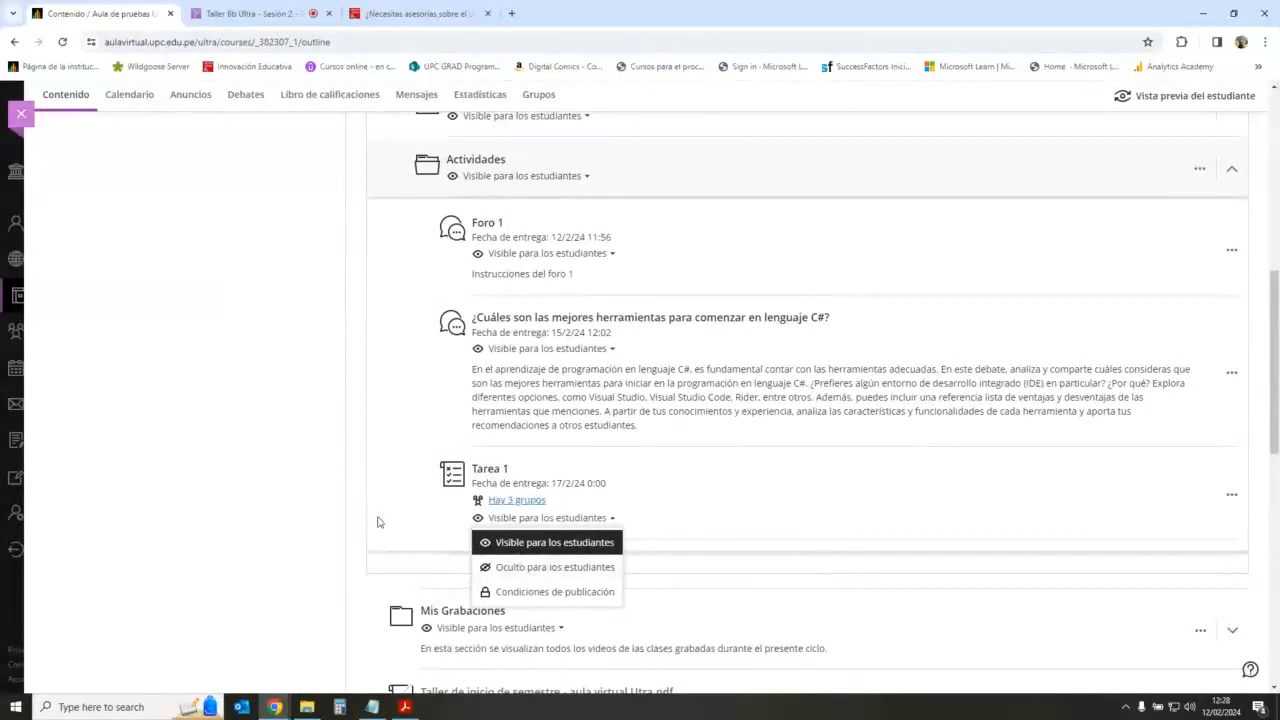 Contenido / Aula de pruebas U
Taller Bb Ultra - Sesión 2 -
¿Necesitas asesorías sobre el u
aulavirtual.upc.edu.pe/ultra/courses/_382307_1/outline
Página de la instituc...
Wildgoose Server
Innovación Educativa
Cursos online - en c...
UPC GRAD Program...
Digital Comics - Co...
Cursos para el proc...
Sign in - Microsoft L...
SuccessFactors Inici...
Microsoft Learn | Mi...
Home - Microsoft L...
Analytics Academy
»
Contenido
Calendario
Anuncios
Debates
Libro de calificaciones
Mensajes
Estadísticas
Grupos
Vista previa del estudiante
Visible para los estudiantes
Actividades
Visible para los estudiantes
Foro 1
Fecha de entrega: 12/2/24 11:56
Visible para los estudiantes
Instrucciones del foro 1
¿Cuáles son las mejores herramientas para comenzar en lenguaje C#?
Fecha de entrega: 15/2/24 12:02
Visible para los estudiantes
En el aprendizaje de programación en lenguaje C#, es fundamental contar con las herramientas adecuadas. En este debate, analiza y comparte cuáles consideras que
son las mejores herramientas para iniciar en la programación en lenguaje C#. ¿Prefieres algún entorno de desarrollo integrado (IDE) en particular? ¿Por qué? Explora
diferentes opciones, como Visual Studio, Visual Studio Code, Rider, entre otros. Además, puedes incluir una referencia lista de ventajas y desventajas de las
herramientas que menciones. A partir de tus conocimientos y experiencia, analiza las características y funcionalidades de cada herramienta y aporta tus
recomendaciones a otros estudiantes.
Tarea 1
Fecha de entrega: 17/2/24 0:00
Hay 3 grupos
Visible para los estudiantes
Visible para los estudiantes
Oculto para los estudiantes
Condiciones de publicación
Mis Grabaciones
Visible para los estudiantes
En esta sección se visualizan todos los videos de las clases grabadas durante el presente ciclo.
Taller de inicio de semestre - aula virtual Utra.pdf
Type here to search
12:28
12/02/2024